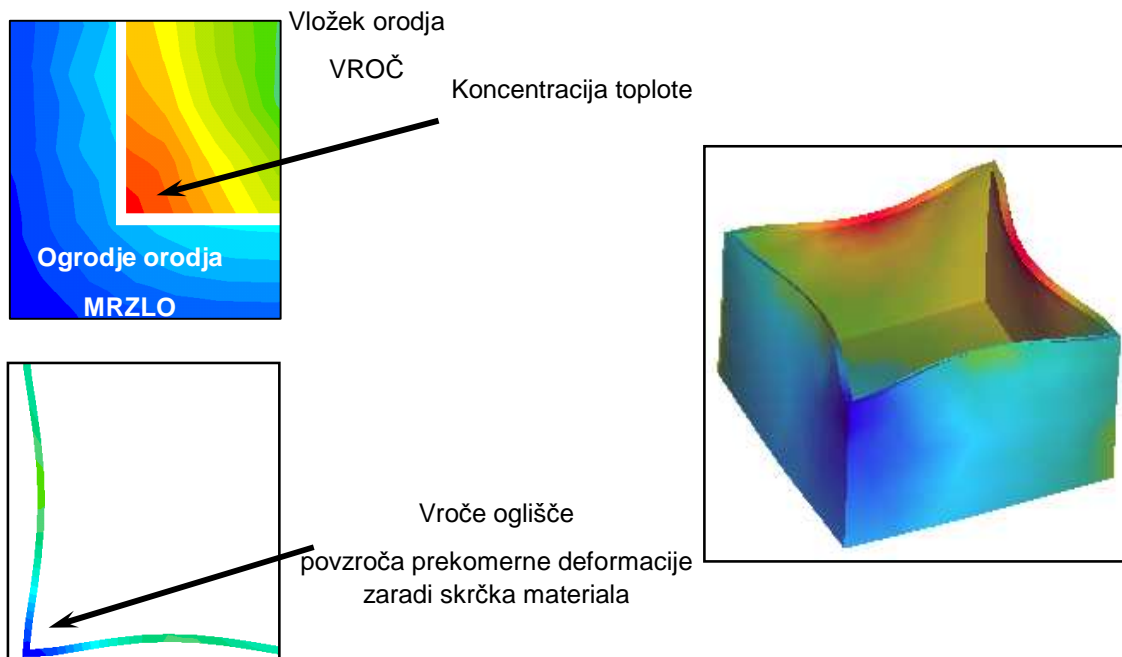 Vložek orodja
VROČ
Koncentracija toplote
Ogrodje orodja
MRZLO
Vroče oglišče
povzroča prekomerne deformacije
zaradi skrčka materiala